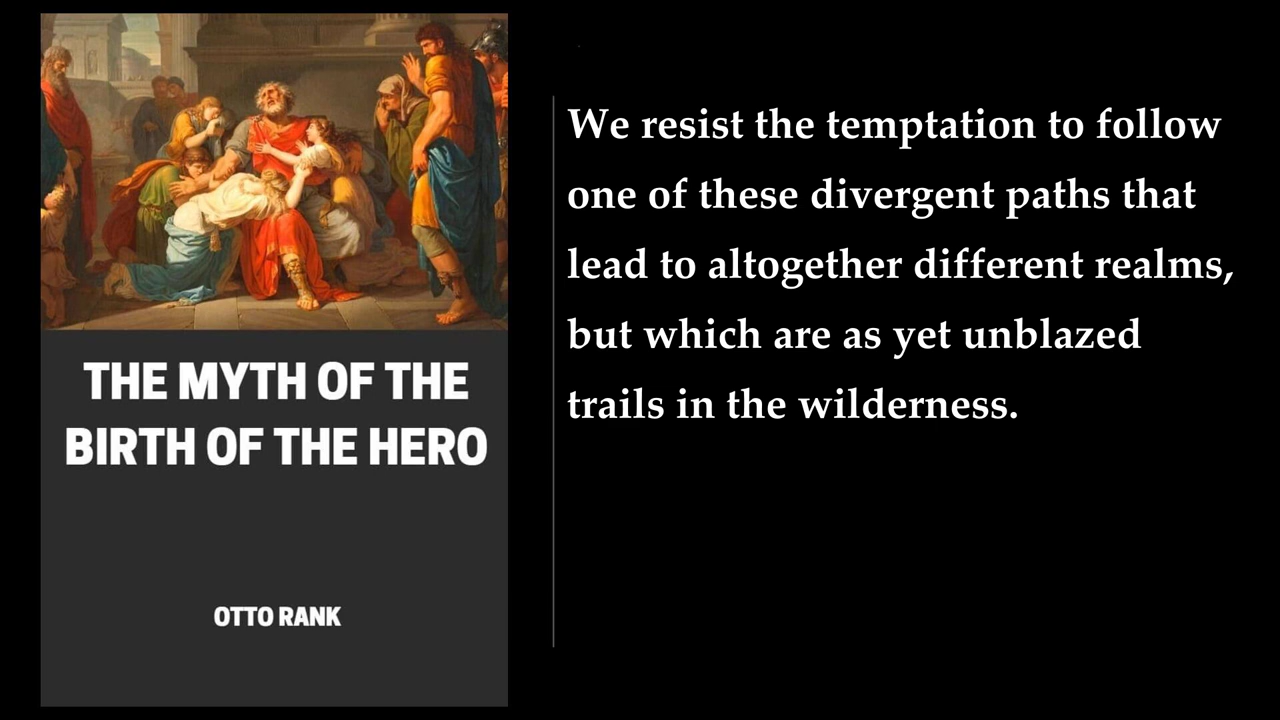 THE MYTH OF THE
BIRTH OF THE HERO
OTTO RANK
We resist the temptation to follow
one of these divergent paths that
lead to altogether different realms,
but which are as yet unblazed
trails in the wilderness.